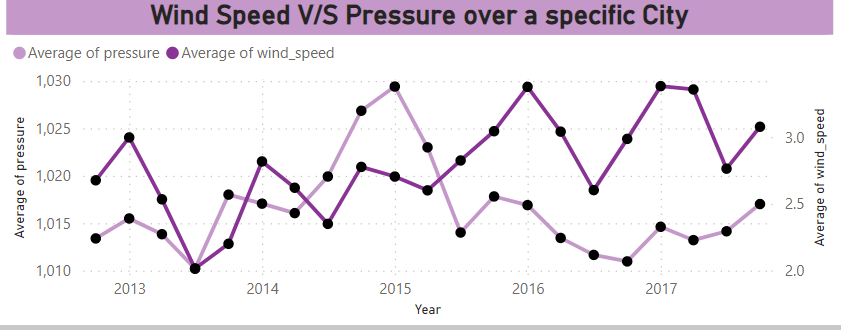 Wind Speed V/S Pressure over a specific City
Average of pressure Average of wind_speed
1,030
1,025
1,020
1,015
1,010
Average of pressure
3.0
2.5
2.0
Average of wind_speed
2013 2014 2015 2016 2017
Year